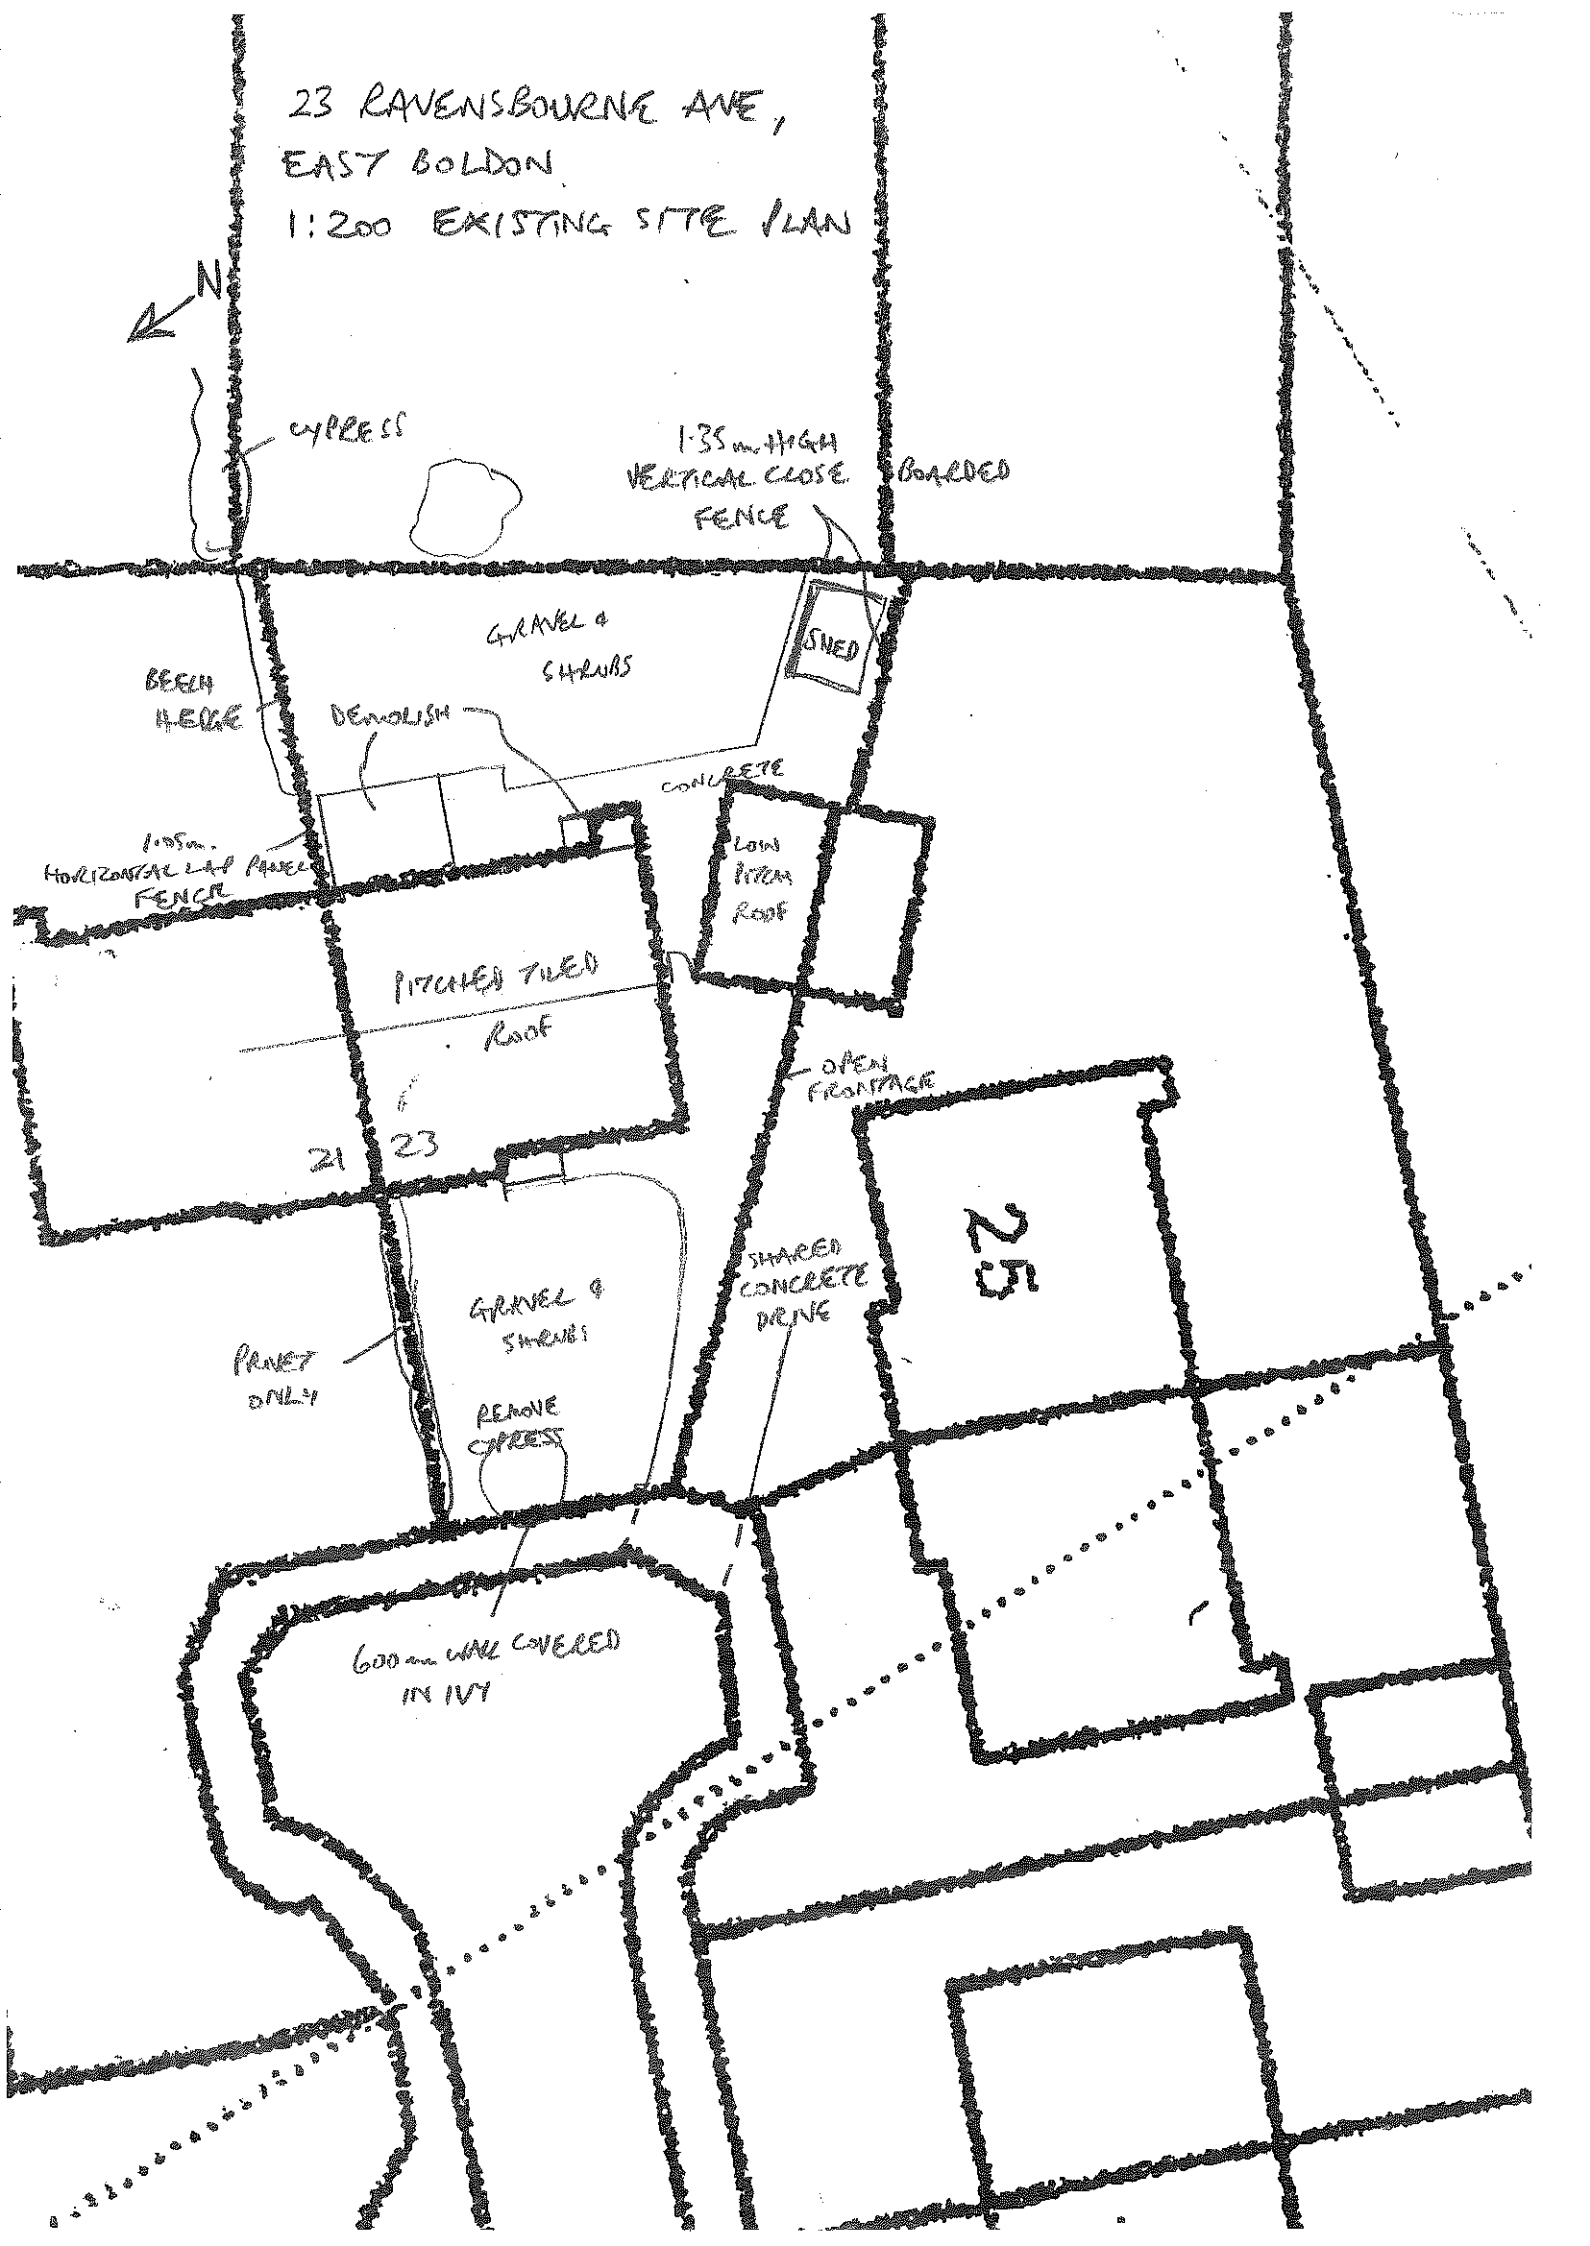 23 RAVENSBOURNE AVE,
EAST BOLDON
1:200 EXISTING SITE PLAN
N
CYPRESS
1.35m HIGH
VERTICAL CLOSE BOARDED
FENCE
GRAVEL &
SHRUBS
SHED
BEECH
HEDGE
DEMOLISH
CONCRETE
1.05m.
HORIZONTAL LAP PANEL
FENCE
LOW
PITCH
ROOF
PITCHED TILED
ROOF
OPEN
FRONTAGE
21 23
25
SHARED
CONCRETE
DRIVE
GRAVEL &
SHRUBS
PRIVET
ONLY
REMOVE
CYPRESS
600mm WALL COVERED
IN IVY